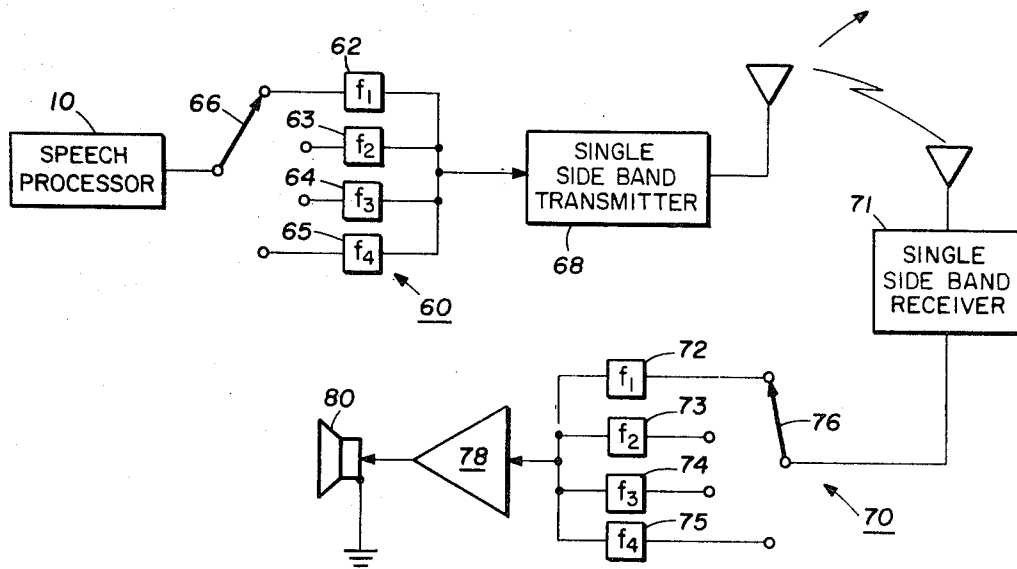 62
10
66
f1
63
SPEECH
PROCESSOR
f2
64
SINGLE
SIDE BAND
TRANSMITTER
f3
65
71
f4
68
SINGLE
SIDE BAND
RECEIVER
60
72
80
f1
73
76
f2
78
74
f3
75
70
f4